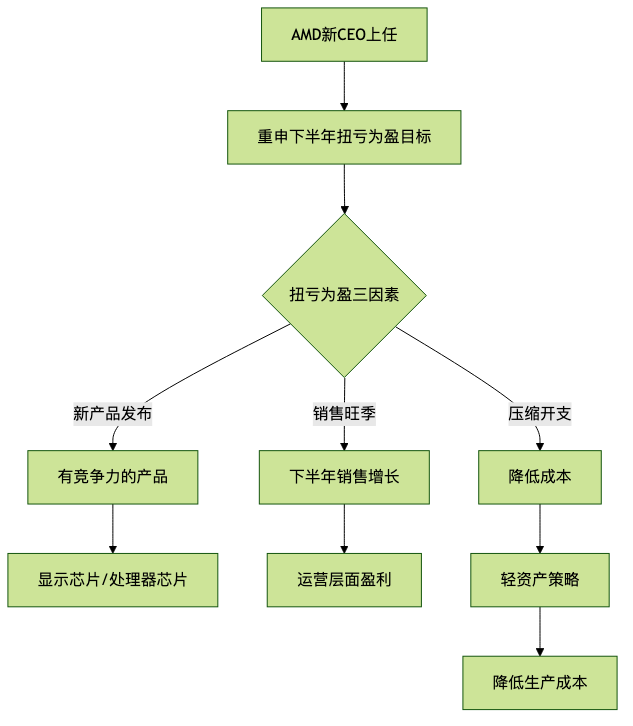 AMD新CEO上任
重申下半年扭亏为盈目标
扭亏为盈三因素
新产品发布
销售旺季
压缩开支
有竞争力的产品
下半年销售增长
降低成本
显示芯片/处理器芯片
运营层面盈利
轻资产策略
降低生产成本